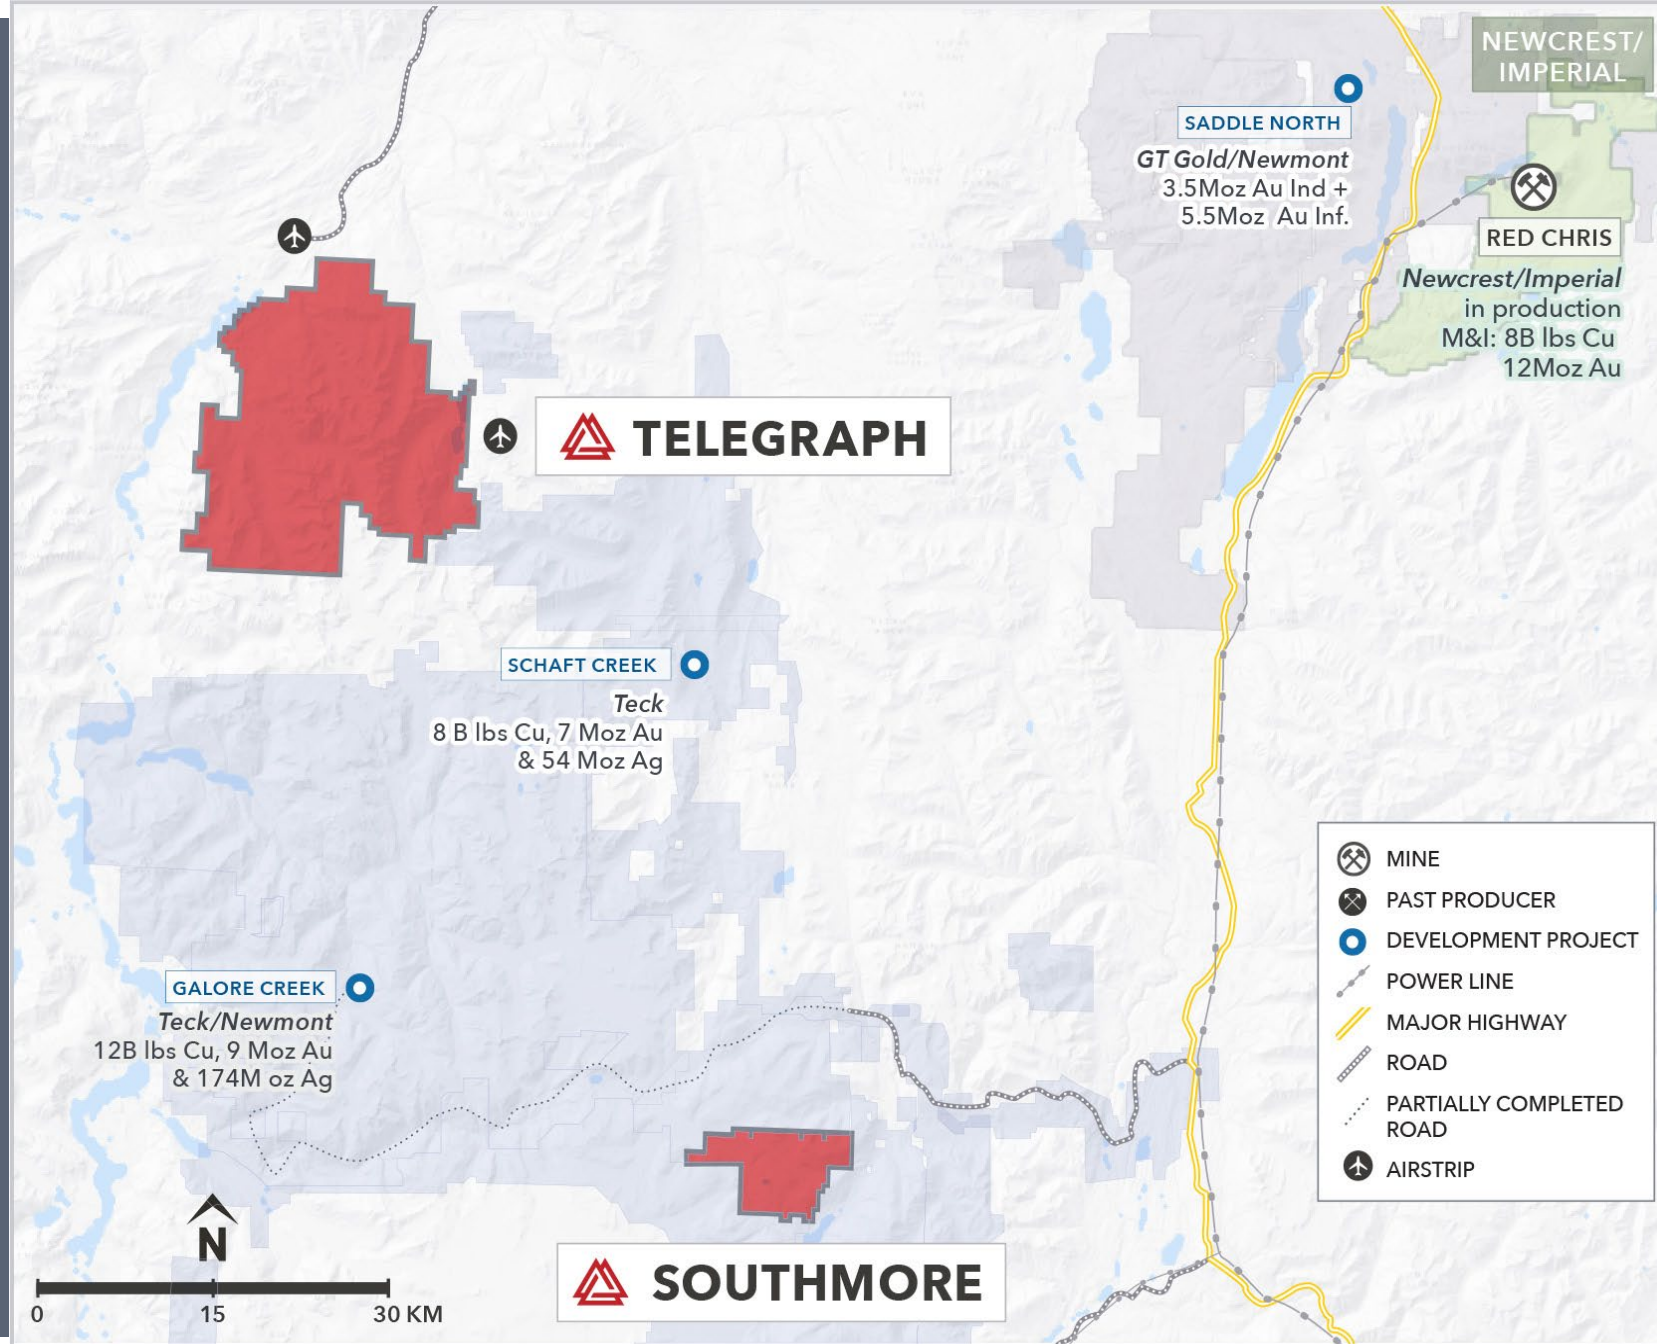 NEWCREST/
IMPERIAL
SADDLE NORTH
GT Gold/Newmont
3.5Moz Au Ind +
5.5Moz Au Inf.
RED CHRIS
Newcrest/Imperial
in production
M&I: 8B lbs Cu
12Moz Au
TELEGRAPH
SCHAFT CREEK
Teck
8 B lbs Cu, 7 Moz Au
& 54 Moz Ag
GALORE CREEK
Teck/Newmont
12B lbs Cu, 9 Moz Au
& 174M oz Ag
MINE
PAST PRODUCER
DEVELOPMENT PROJECT
POWER LINE
MAJOR HIGHWAY
ROAD
PARTIALLY COMPLETED
ROAD
AIRSTRIP
N
0 15 30 KM
SOUTHMORE